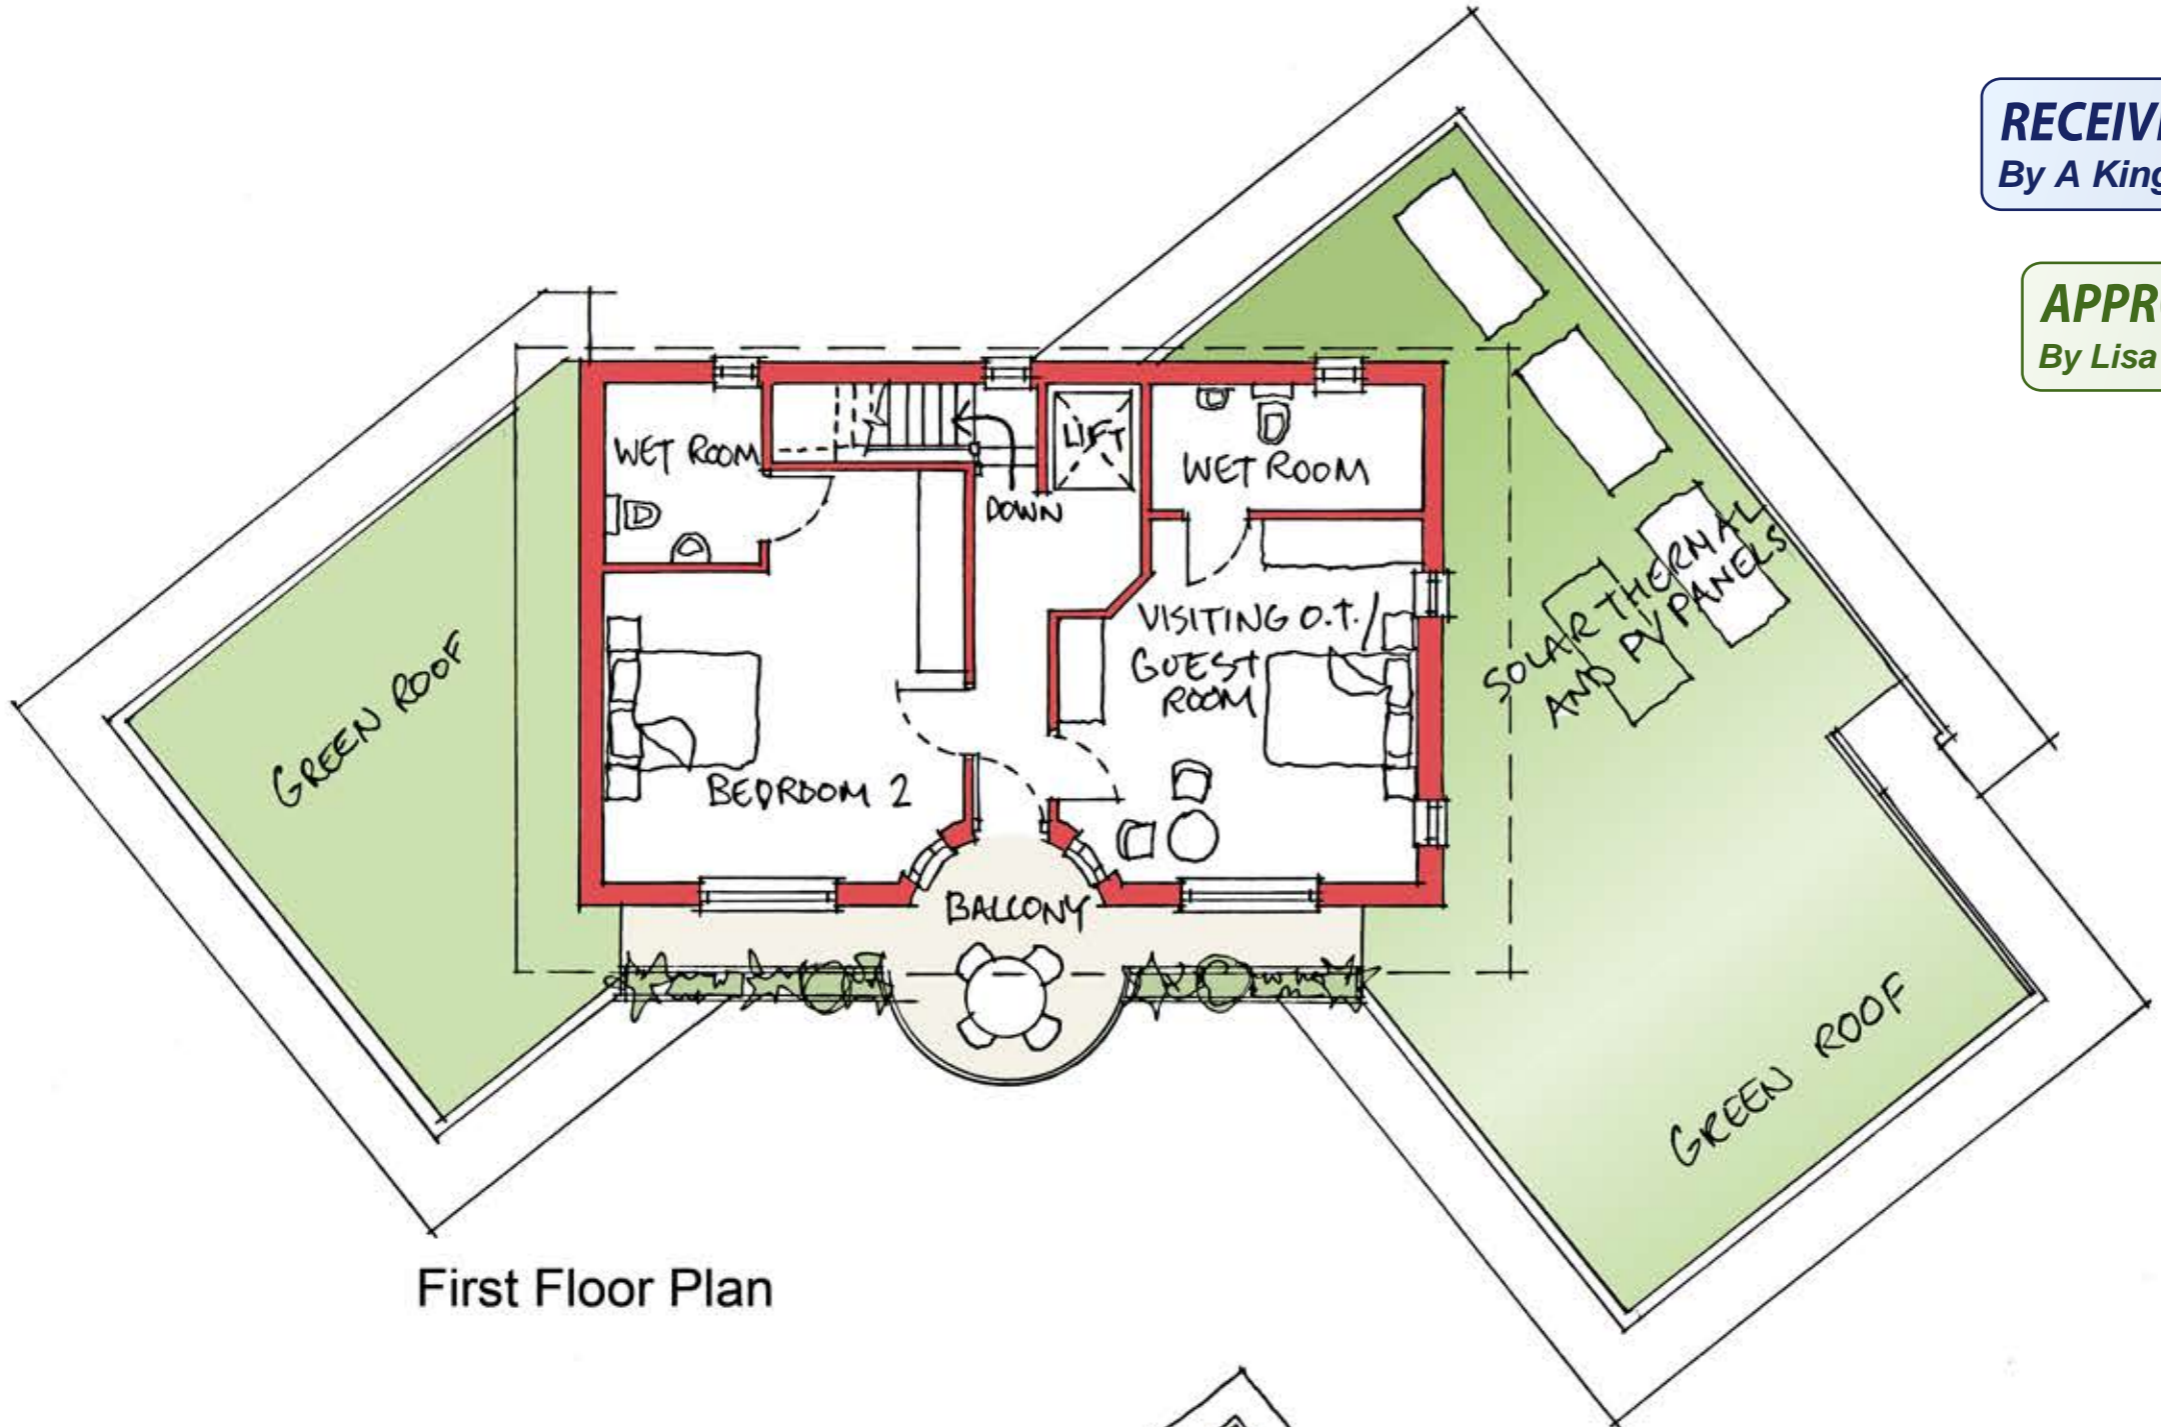 RECEIV
By A King
APPR
By Lisa
WET ROOM
LIFT
WET ROOM
DOWN
VISITING O.T./
GUEST
ROOM
SOLAR THERMAL
AND PV PANELS
GREEN ROOF
BEDROOM 2
BALCONY
GREEN ROOF
First Floor Plan